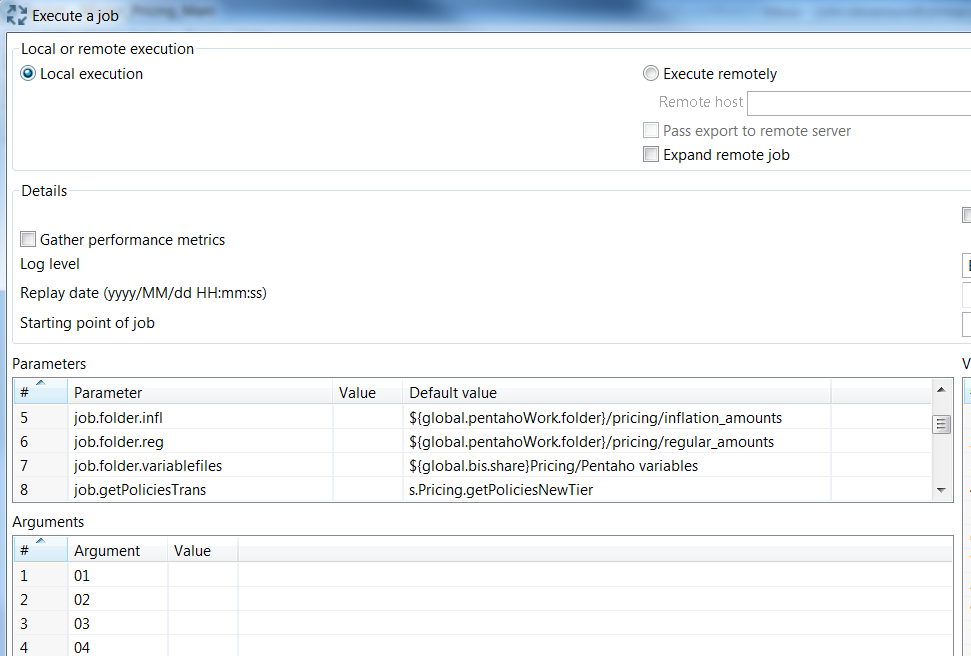 Execute a job
Local or remote execution
Local execution
Execute remotely
Remote host
Pass export to remote server
Expand remote job
Details
Gather performance metrics
Log level
Replay date (yyyy/MM/dd HH:mm:ss)
Starting point of job
Parameters
# Parameter Value Default value
5 job.folder.infl ${global.pentahoWork.folder}/pricing/inflation_amounts
6 job.folder.reg ${global.pentahoWork.folder}/pricing/regular_amounts
7 job.folder.variablefiles ${global.bis.share}Pricing/Pentaho variables
8 job.getPoliciesTrans s.Pricing.getPoliciesNewTier
Arguments
# Argument Value
1 01
2 02
3 03
4 04